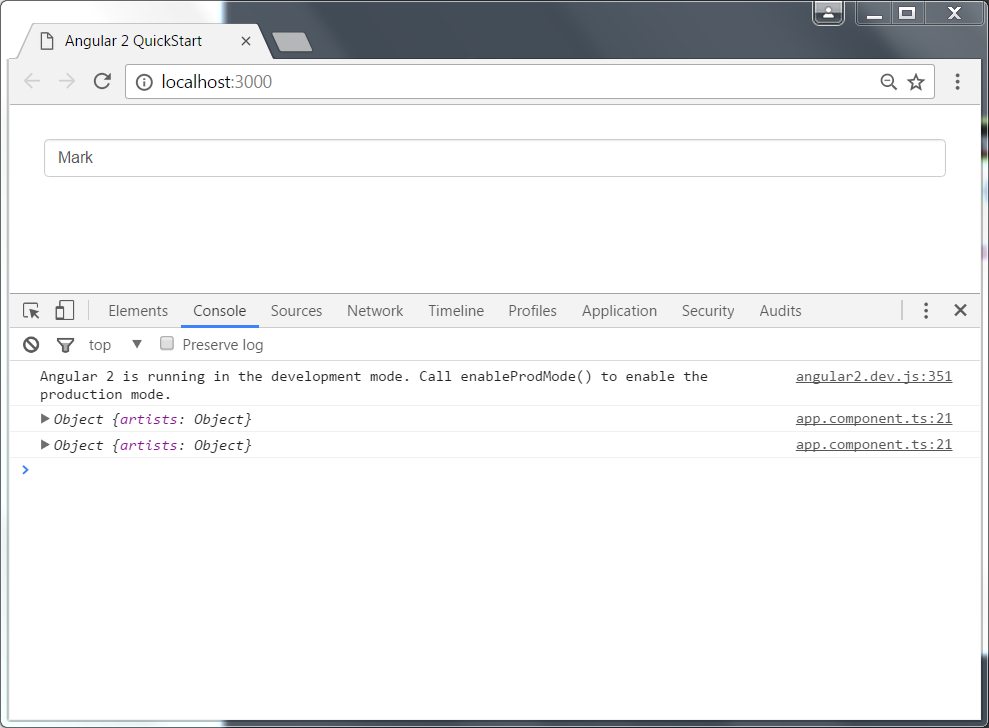 Angular 2 QuickStart
localhost:3000
Mark
Elements Console Sources Network Timeline Profiles Application Security Audits
top Preserve log
Angular 2 is running in the development mode. Call enableProdMode() to enable the angular2.dev.js:351
production mode.
Object {artists: Object} app.component.ts:21
Object {artists: Object} app.component.ts:21